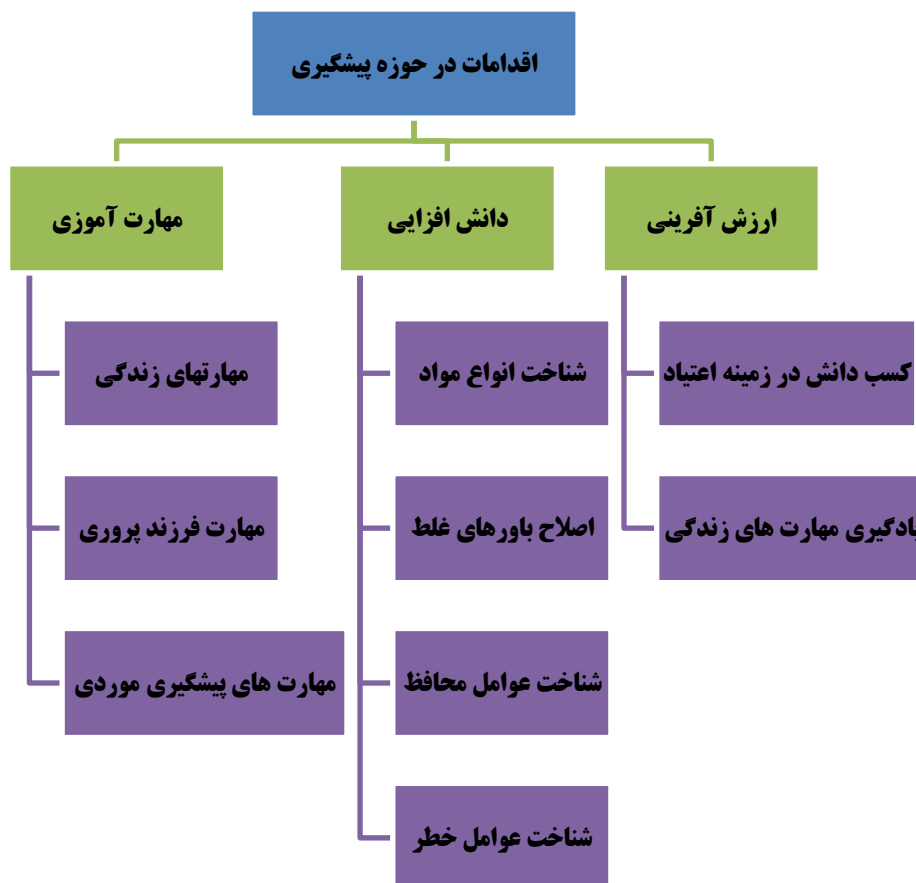 اقدامات در حوزه پیشگیری
ارزش آفرینی
دانش افزایی
مهارت آموزی
کسب دانش در زمینه اعتیاد
شناخت انواع مواد
مهارتهای زندگی
یادگیری مهارت های زندگی
اصلاح باورهای غلط
مهارت فرزند پروری
شناخت عوامل محافظ
مهارت های پیشگیری موردی
شناخت عوامل خطر